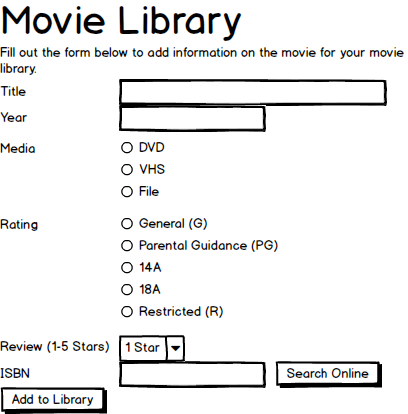 Movie Library
Fill out the form below to add information on the movie for your movie
library.
Title
Year
Media
DVD
VHS
File
Rating
General (G)
Parental Guidance (PG)
14A
18A
Restricted (R)
Review (1-5 Stars) 1 Star
ISBN Search Online
Add to Library